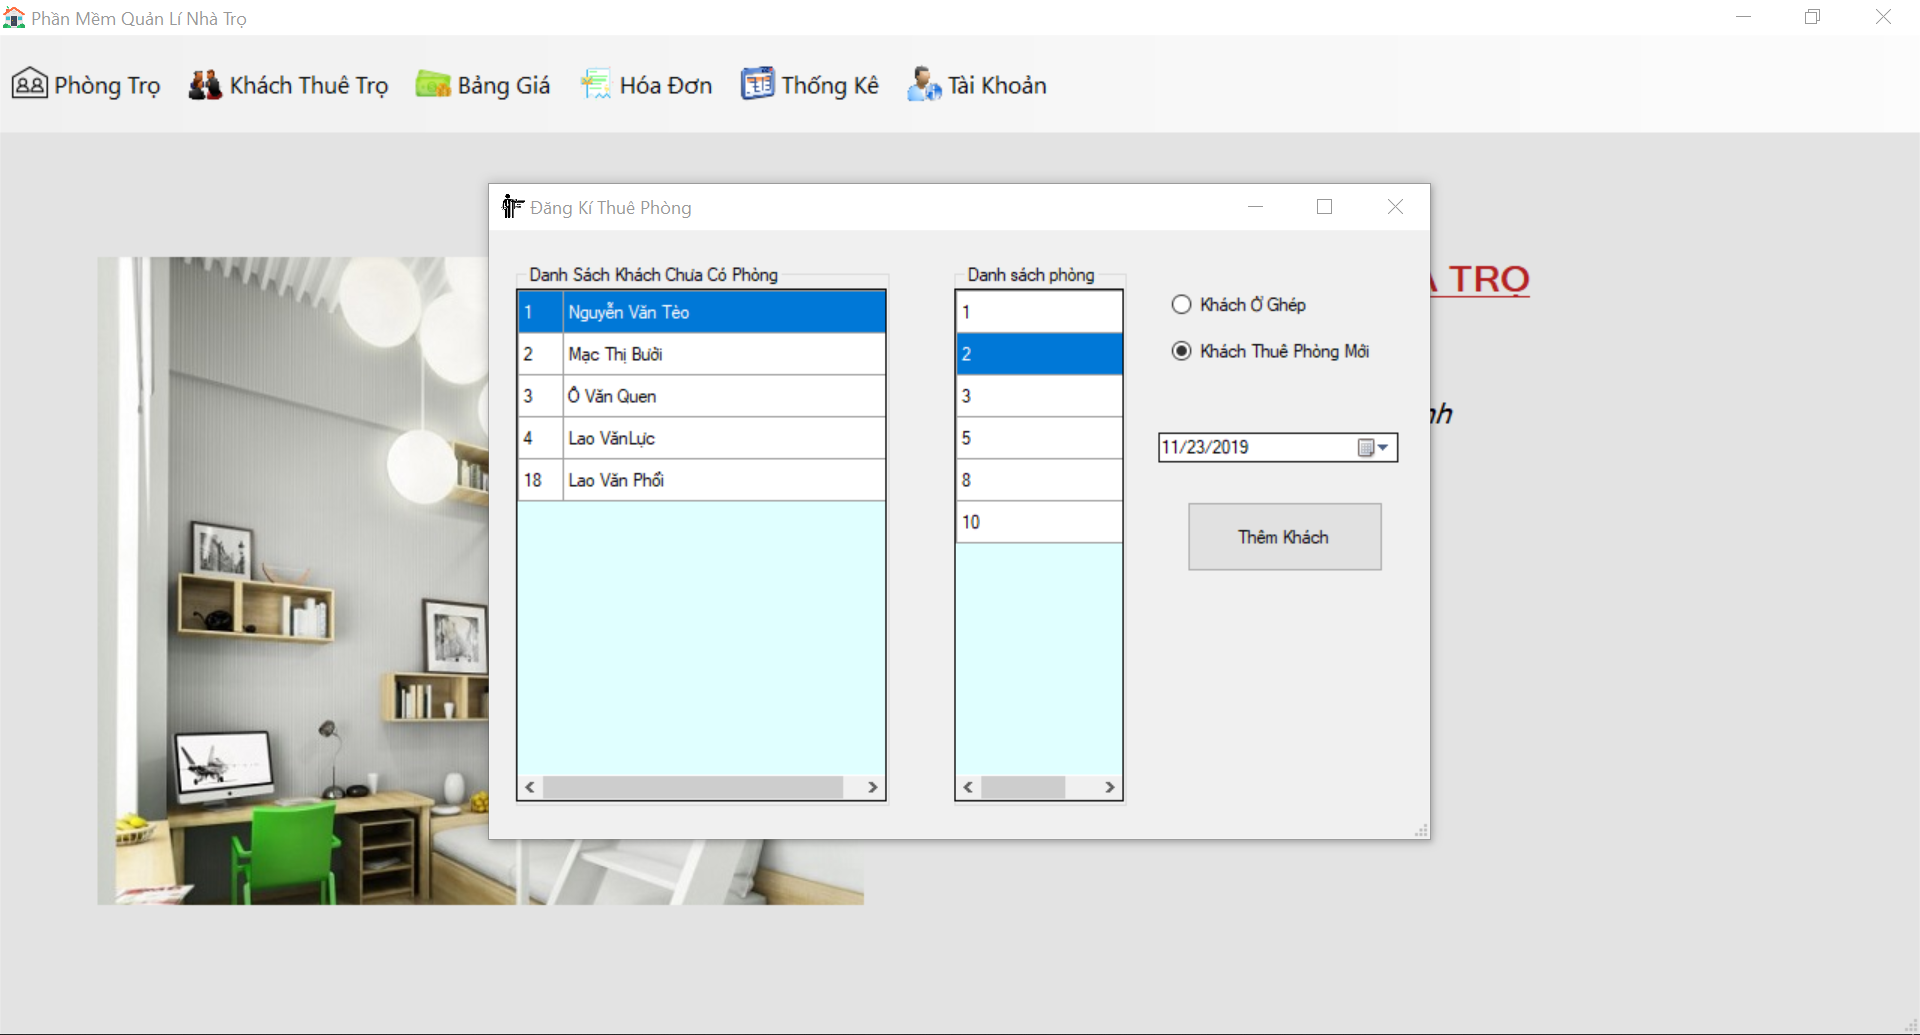 Phần Mềm Quản Lí Nhà Trọ
Phòng Trọ Khách Thuê Trọ Bảng Giá Hóa Đơn Thống Kê Tài Khoản
Đăng Kí Thuê Phòng
Danh Sách Khách Chưa Có Phòng
1 Nguyễn Văn Tèo
2 Mạc Thị Bưởi
3 Ô Văn Quen
4 Lao VănLực
18 Lao Văn Phổi
Danh sách phòng
1
2
3
5
8
10
Khách Ở Ghép
Khách Thuê Phòng Mới
11/23/2019
Thêm Khách
TRỌ